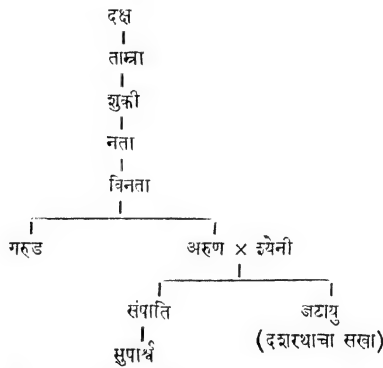 दक्ष
ताम्रा
शुकी
नता
विनता
गरुड अरुण × श्येनी
संपाति जटायु
सुपार्श्व (दशरथाचा सखा)